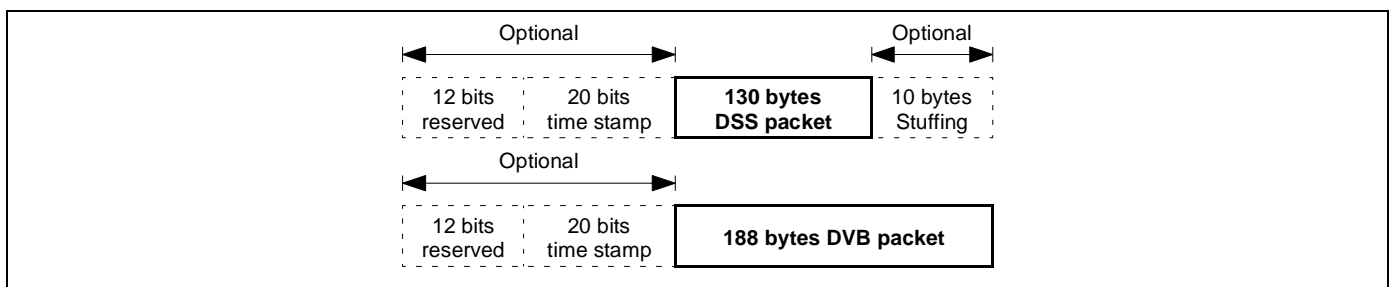 Optional Optional
12 bits reserved 20 bits time stamp 130 bytes DSS packet 10 bytes Stuffing
Optional
12 bits reserved 20 bits time stamp 188 bytes DVB packet